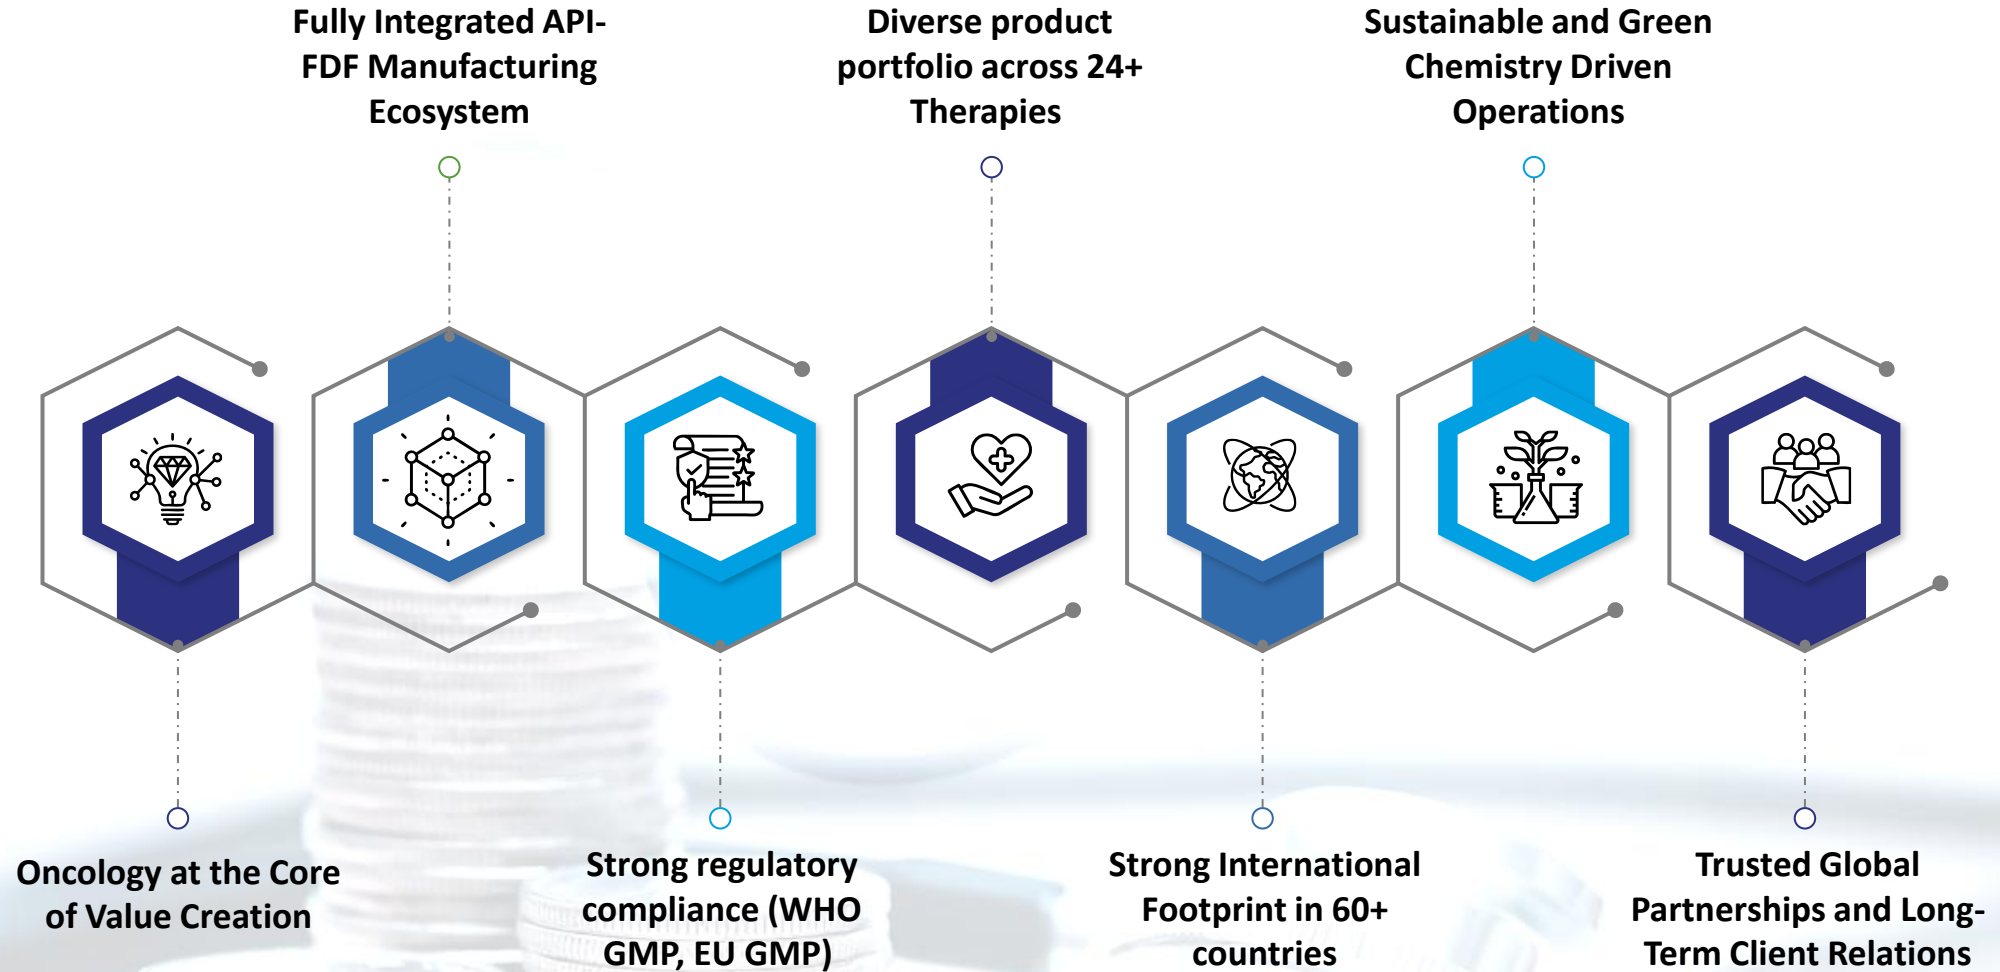 Fully Integrated API-
FDF Manufacturing
Ecosystem
Diverse product
portfolio across 24+
Therapies
Sustainable and Green
Chemistry Driven
Operations
Oncology at the Core
of Value Creation
Strong regulatory
compliance (WHO
GMP, EU GMP)
Strong International
Footprint in 60+
countries
Trusted Global
Partnerships and Long-
Term Client Relations